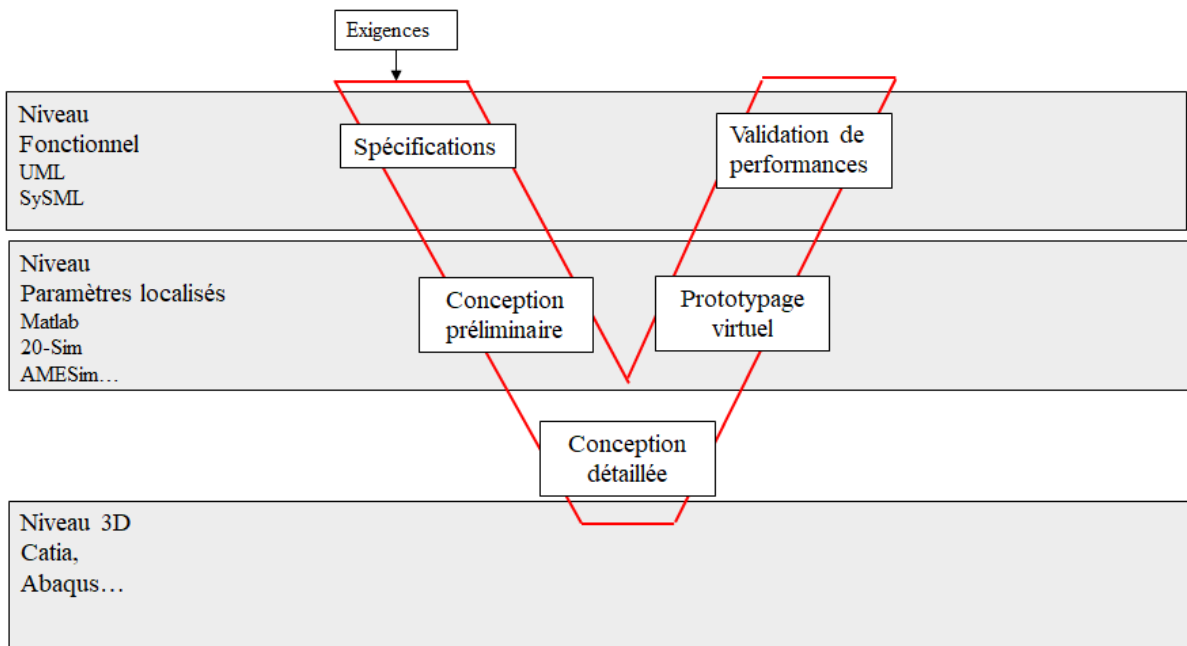 Exigences
Niveau
Fonctionnel
UML
SySML
Spécifications
Validation de
performances
Niveau
Paramètres localisés
Matlab
20-Sim
AMESim…
Conception
préliminaire
Prototypage
virtuel
Conception
détaillée
Niveau 3D
Catia,
Abaqus…